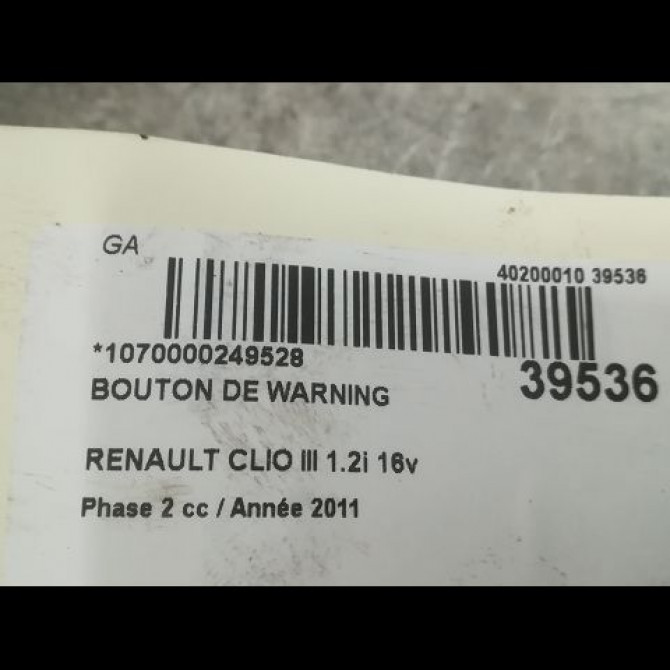 GA
40200010 39536
*1070000249528
39536
BOUTON DE WARNING
RENAULT CLIO III 1.2i 16v
Phase 2 cc / Année 2011